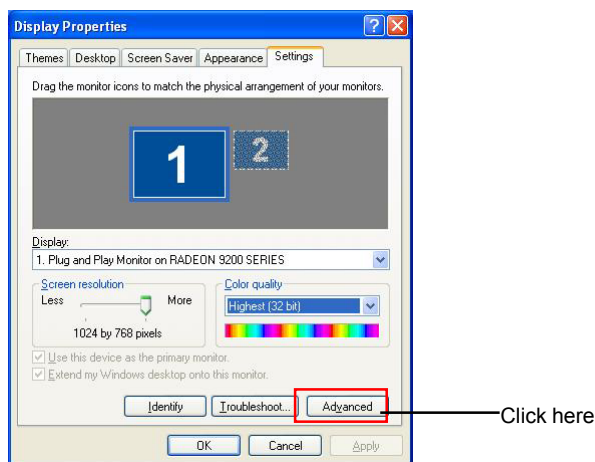 Display Properties
Themes Desktop Screen Saver Appearance Settings
Drag the monitor icons to match the physical arrangement of your monitors.
1 2
Display:
1. Plug and Play Monitor on RADEON 9200 SERIES
Screen resolution
Less More
1024 by 768 pixels
Color quality
Highest (32 bit)
Use this device as the primary monitor.
Extend my Windows desktop onto this monitor.
Identify Troubleshoot... Advanced
Click here
OK Cancel Apply